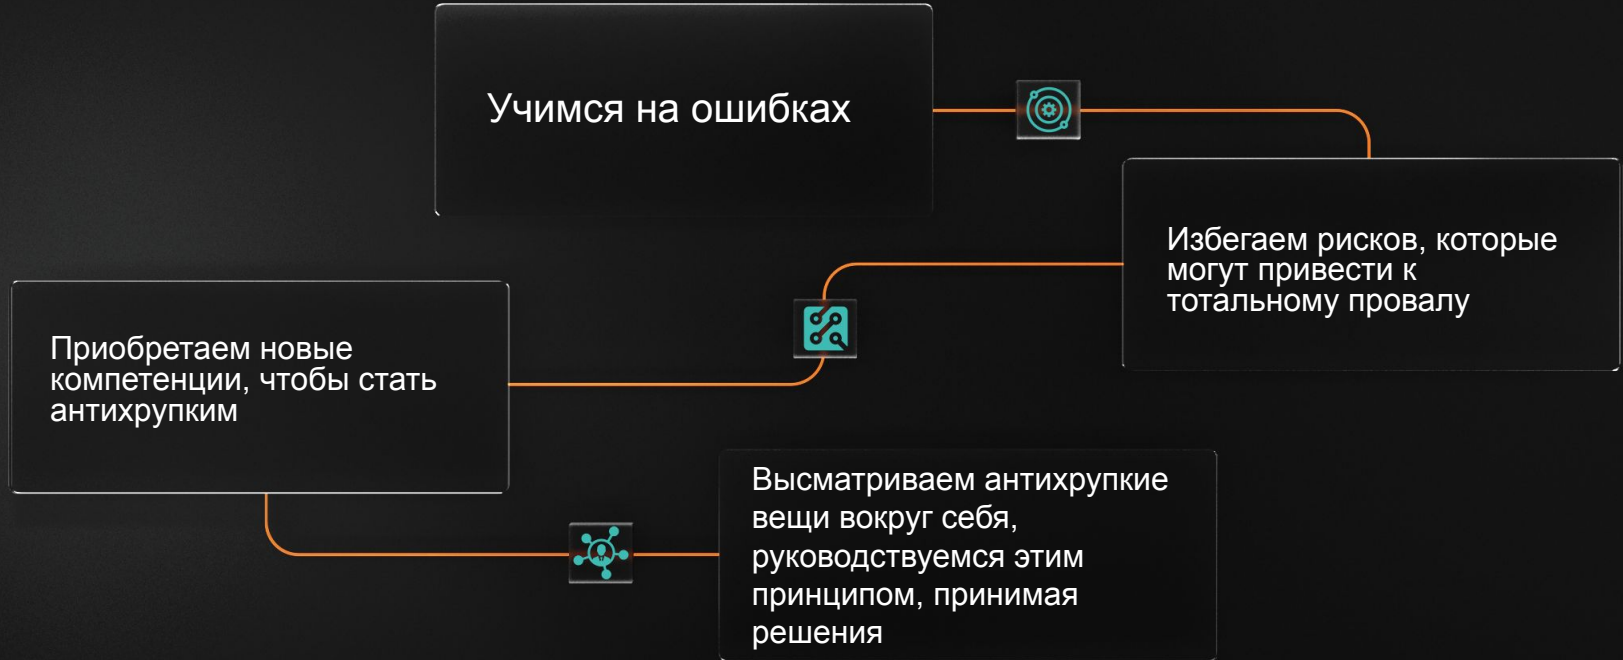 Учимся на ошибках
Избегаем рисков, которые
могут привести к
тотальному провалу
Приобретаем новые
компетенции, чтобы стать
антихрупким
Высматриваем антихрупкие
вещи вокруг себя,
руководствуемся этим
принципом, принимая
решения